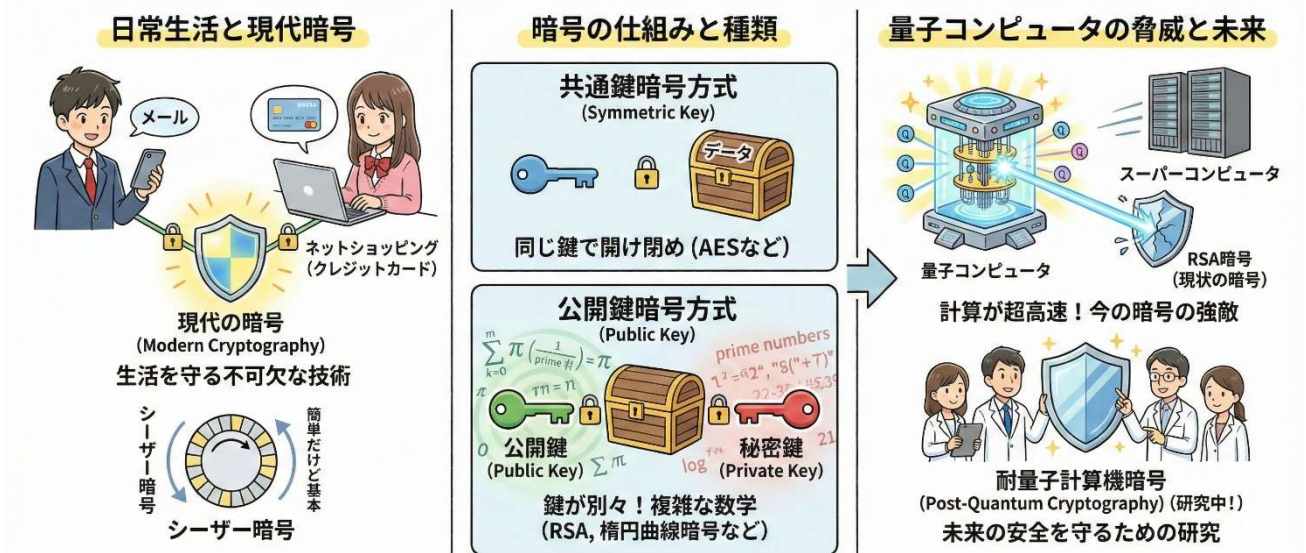 日常生活と現代暗号
メール
ネットショッピング
(クレジットカード)
現代の暗号
(Modern Cryptography)
生活を守る不可欠な技術
シーザー暗号
簡単だけど基本
シーザー暗号
暗号の仕組みと種類
共通鍵暗号方式
(Symmetric Key)
データ
同じ鍵で開け閉め (AESなど)
公開鍵暗号方式
(Public Key)
prime numbers
公開鍵
(Public Key)
秘密鍵
(Private Key)
log
21
鍵が別々！複雑な数学
(RSA, 楕円曲線暗号など)
量子コンピュータの脅威と未来
スーパーコンピュータ
量子コンピュータ
RSA暗号
(現状の暗号)
計算が超高速！今の暗号の強敵
耐量子計算機暗号
(Post-Quantum Cryptography) (研究中！)
未来の安全を守るための研究